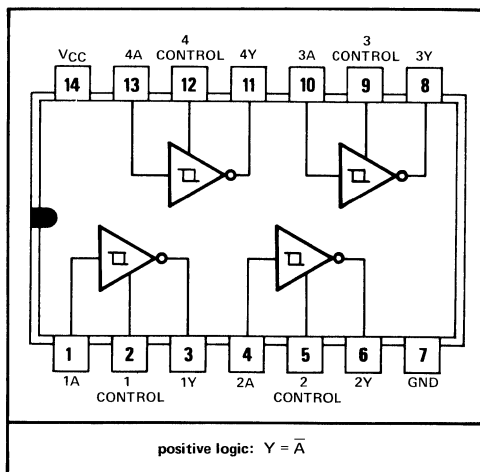 4 3
VCC 4A CONTROL 4Y 3A CONTROL 3Y
14 13 12 11 10 9 8
1 2 3 4 5 6 7
1A 1 1Y 2A 2 2Y GND
CONTROL CONTROL
positive logic: Y = A̅